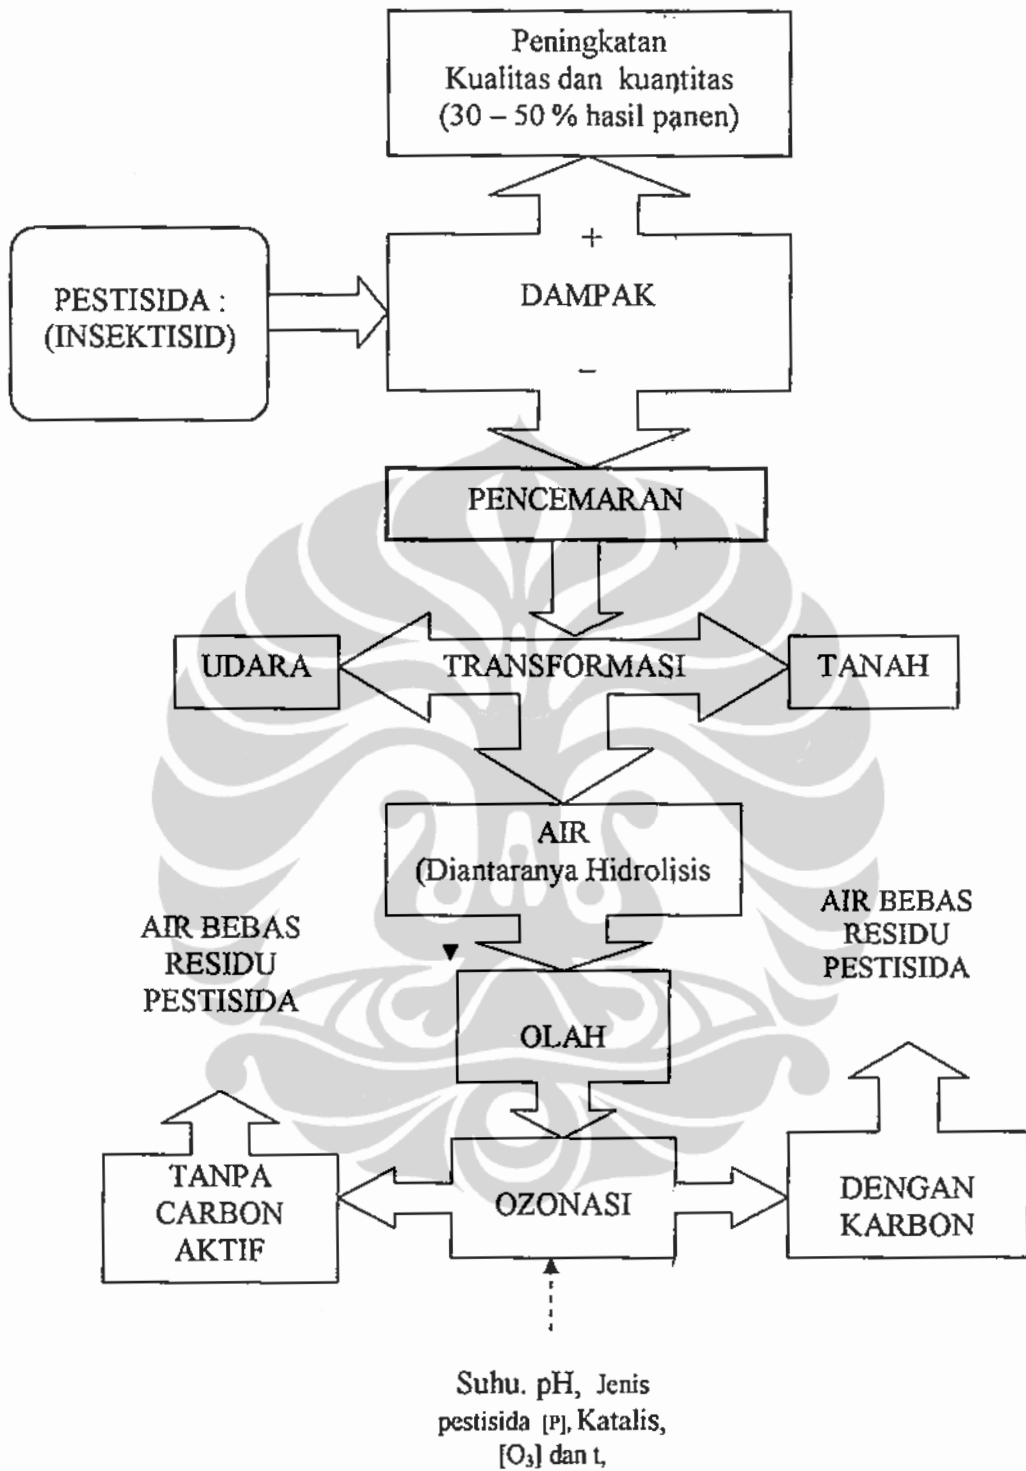 Peningkatan
Kualitas dan kuantitas
(30 – 50 % hasil panen)
+
PESTISIDA :
(INSEKTISID)
DAMPAK
–
PENCEMARAN
UDARA
TRANSFORMASI
TANAH
AIR
(Diantaranya Hidrolisis
AIR BEBAS
RESIDU
PESTISIDA
AIR BEBAS
RESIDU
PESTISIDA
OLAH
TANPA
CARBON
AKTIF
OZONASI
DENGAN
KARBON
Suhu. pH, Jenis
pestisida [P], Katalis,
[O₃] dan t,